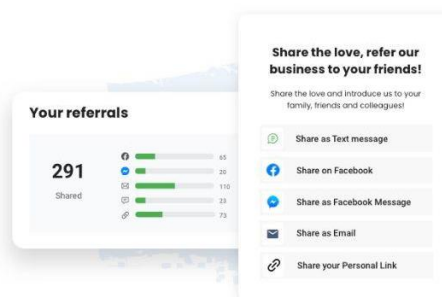 Your referrals
291
Shared
65
20
110
23
73
Share the love, refer our
business to your friends!
Share the love and introduce us to your
family, friends and colleagues!
Share as Text message
Share on Facebook
Share as Facebook Message
Share as Email
Share your Personal Link